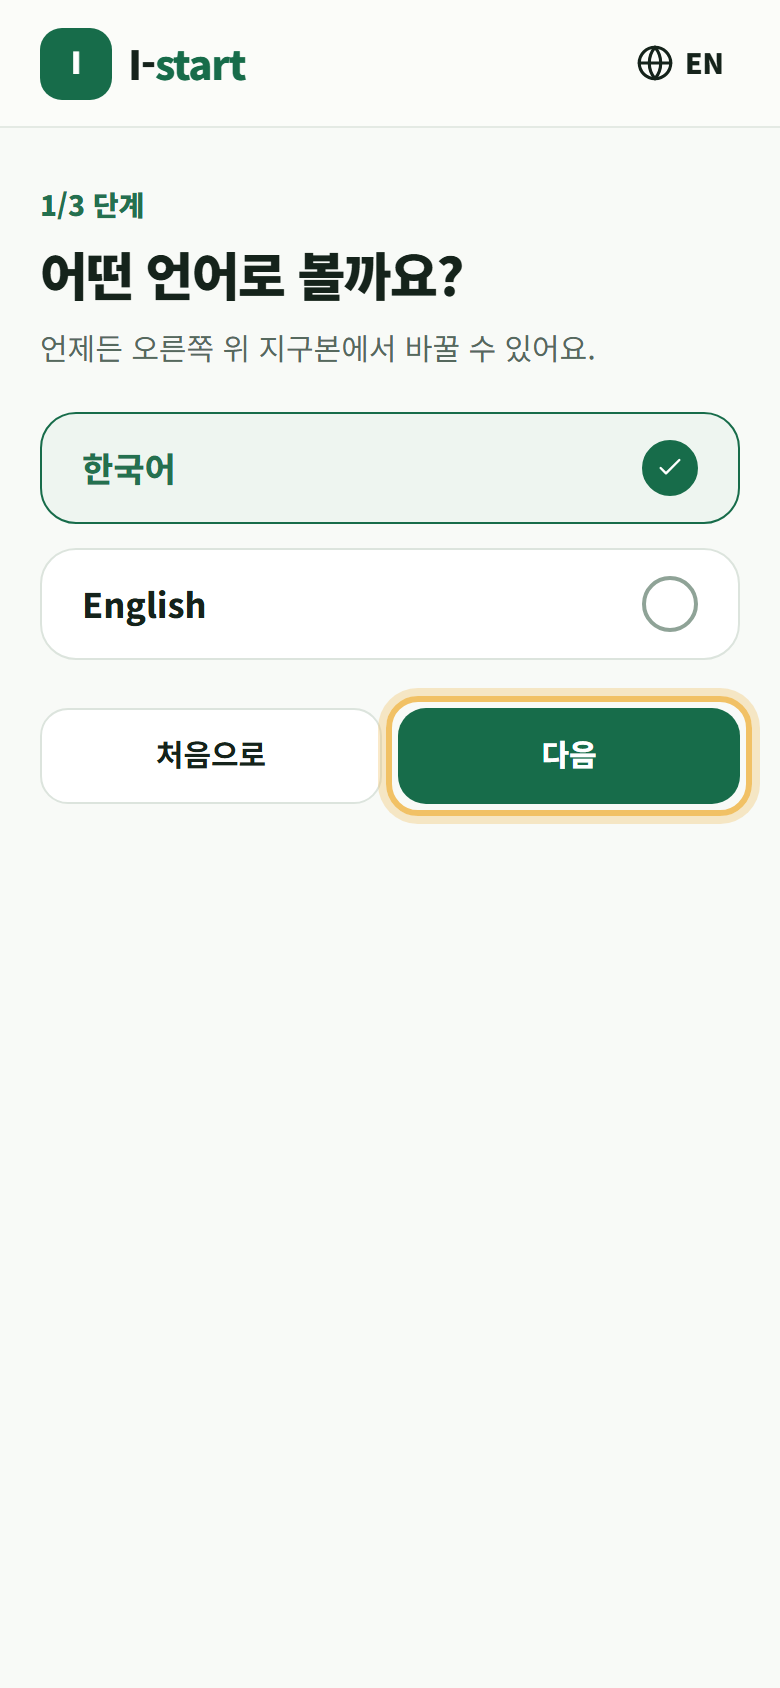 I I-start
EN
1/3 단계
어떤 언어로 볼까요?
언제든 오른쪽 위 지구본에서 바꿀 수 있어요.
한국어
English
처음으로
다음